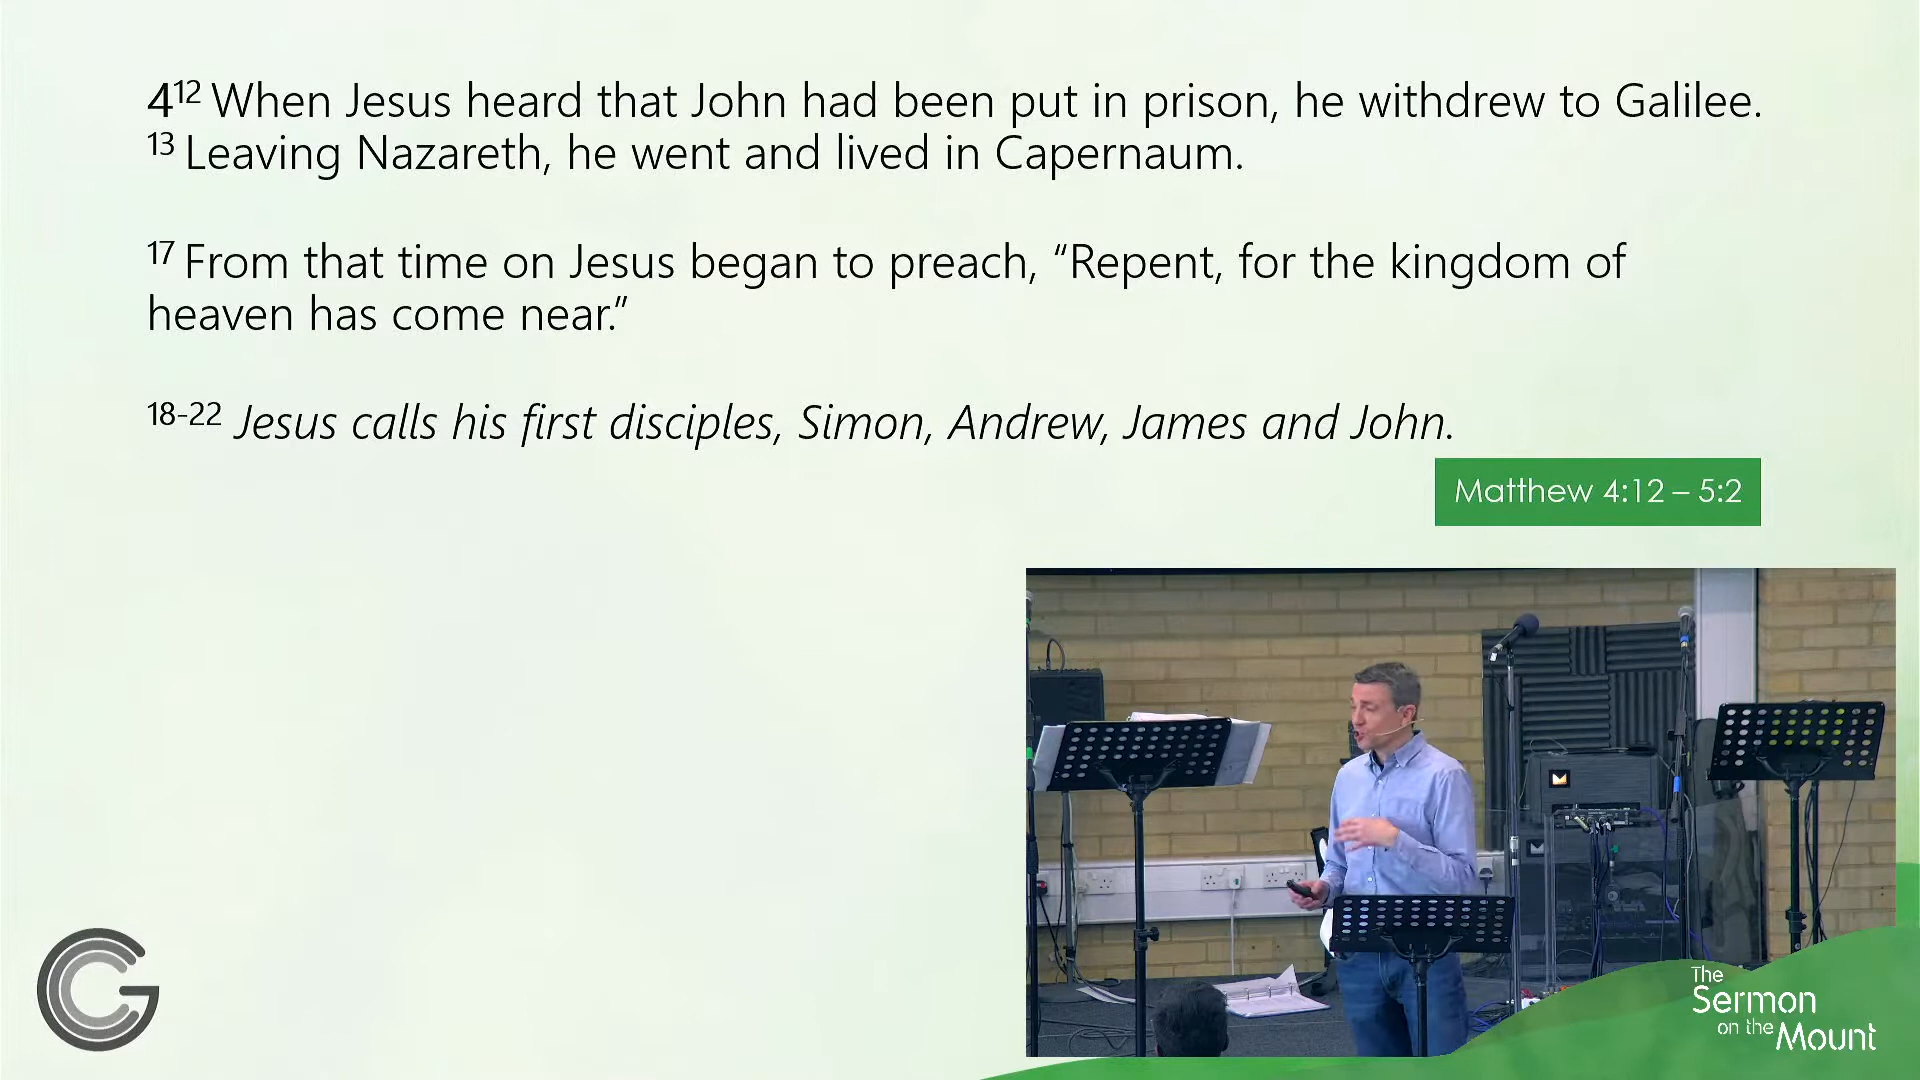 4¹² When Jesus heard that John had been put in prison, he withdrew to Galilee.
¹³ Leaving Nazareth, he went and lived in Capernaum.
¹⁷ From that time on Jesus began to preach, “Repent, for the kingdom of
heaven has come near.”
¹⁸⁻²² Jesus calls his first disciples, Simon, Andrew, James and John.
Matthew 4:12 – 5:2
The
Sermon
on the
Mount